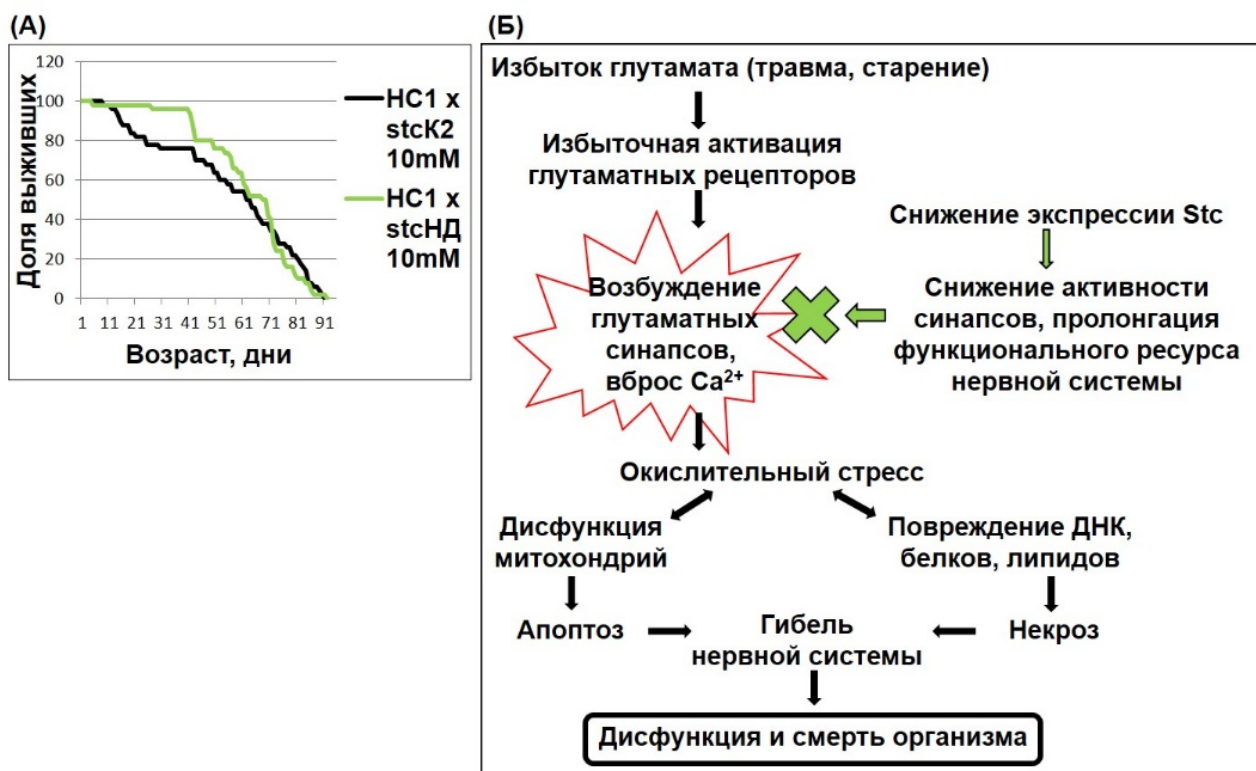 (А)
120
100
80
60
40
20
0
1 11 21 31 41 51 61 71 81 91
Доля выживших
Возраст, дни
НС1 х
stcК2
10mM
НС1 х
stcНД
10mM
(Б)
Избыток глутамата (травма, старение)
Избыточная активация
глутаматных рецепторов
Возбуждение
глутаматных
синапсов,
вброс Ca²⁺
Снижение экспрессии Stc
Снижение активности
синапсов, пролонгация
функционального ресурса
нервной системы
Окислительный стресс
Дисфункция
митохондрий
Повреждение ДНК,
белков, липидов
Апоптоз
Гибель
нервной системы
Некроз
Дисфункция и смерть организма